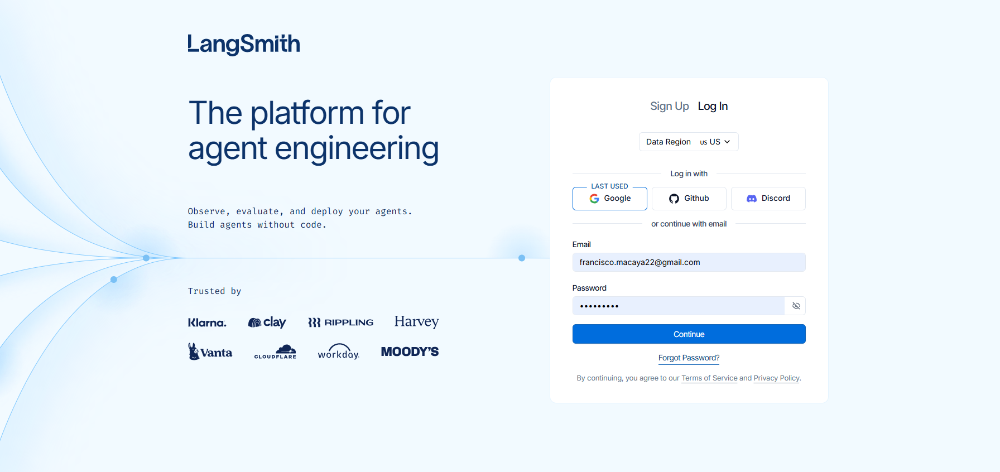 LangSmith
The platform for
agent engineering
Observe, evaluate, and deploy your agents.
Build agents without code.
Trusted by
Klarna.
clay
RIPPLING
Harvey
Vanta
CLOUDFLARE
workday.
MOODY'S
Sign Up Log In
Data Region us US
Log in with
LAST USED
Google
Github
Discord
or continue with email
Email
francisco.macaya22@gmail.com
Password
•••••••••
Continue
Forgot Password?
By continuing, you agree to our Terms of Service and Privacy Policy.